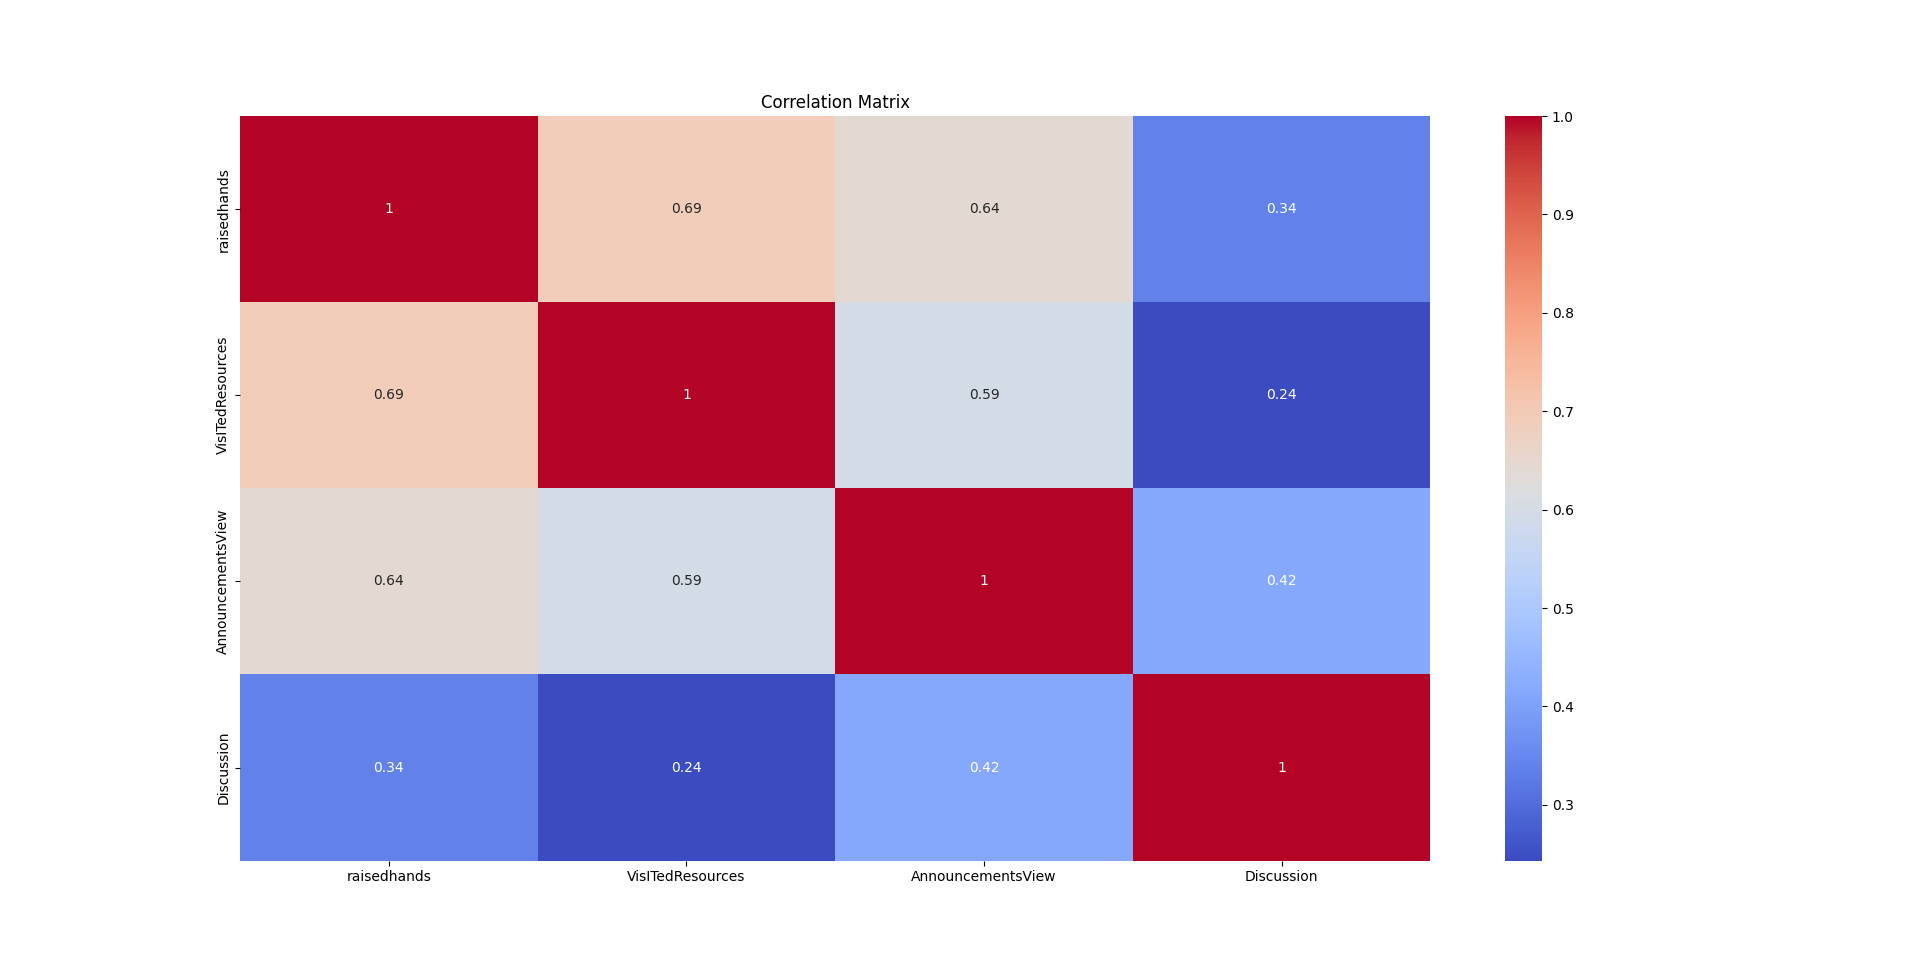 Correlation Matrix
raisedhands
1
0.69
0.64
0.34
VisITedResources
0.69
1
0.59
0.24
AnnouncementsView
0.64
0.59
1
0.42
Discussion
0.34
0.24
0.42
1
raisedhands
VisITedResources
AnnouncementsView
Discussion
1.0
0.9
0.8
0.7
0.6
0.5
0.4
0.3